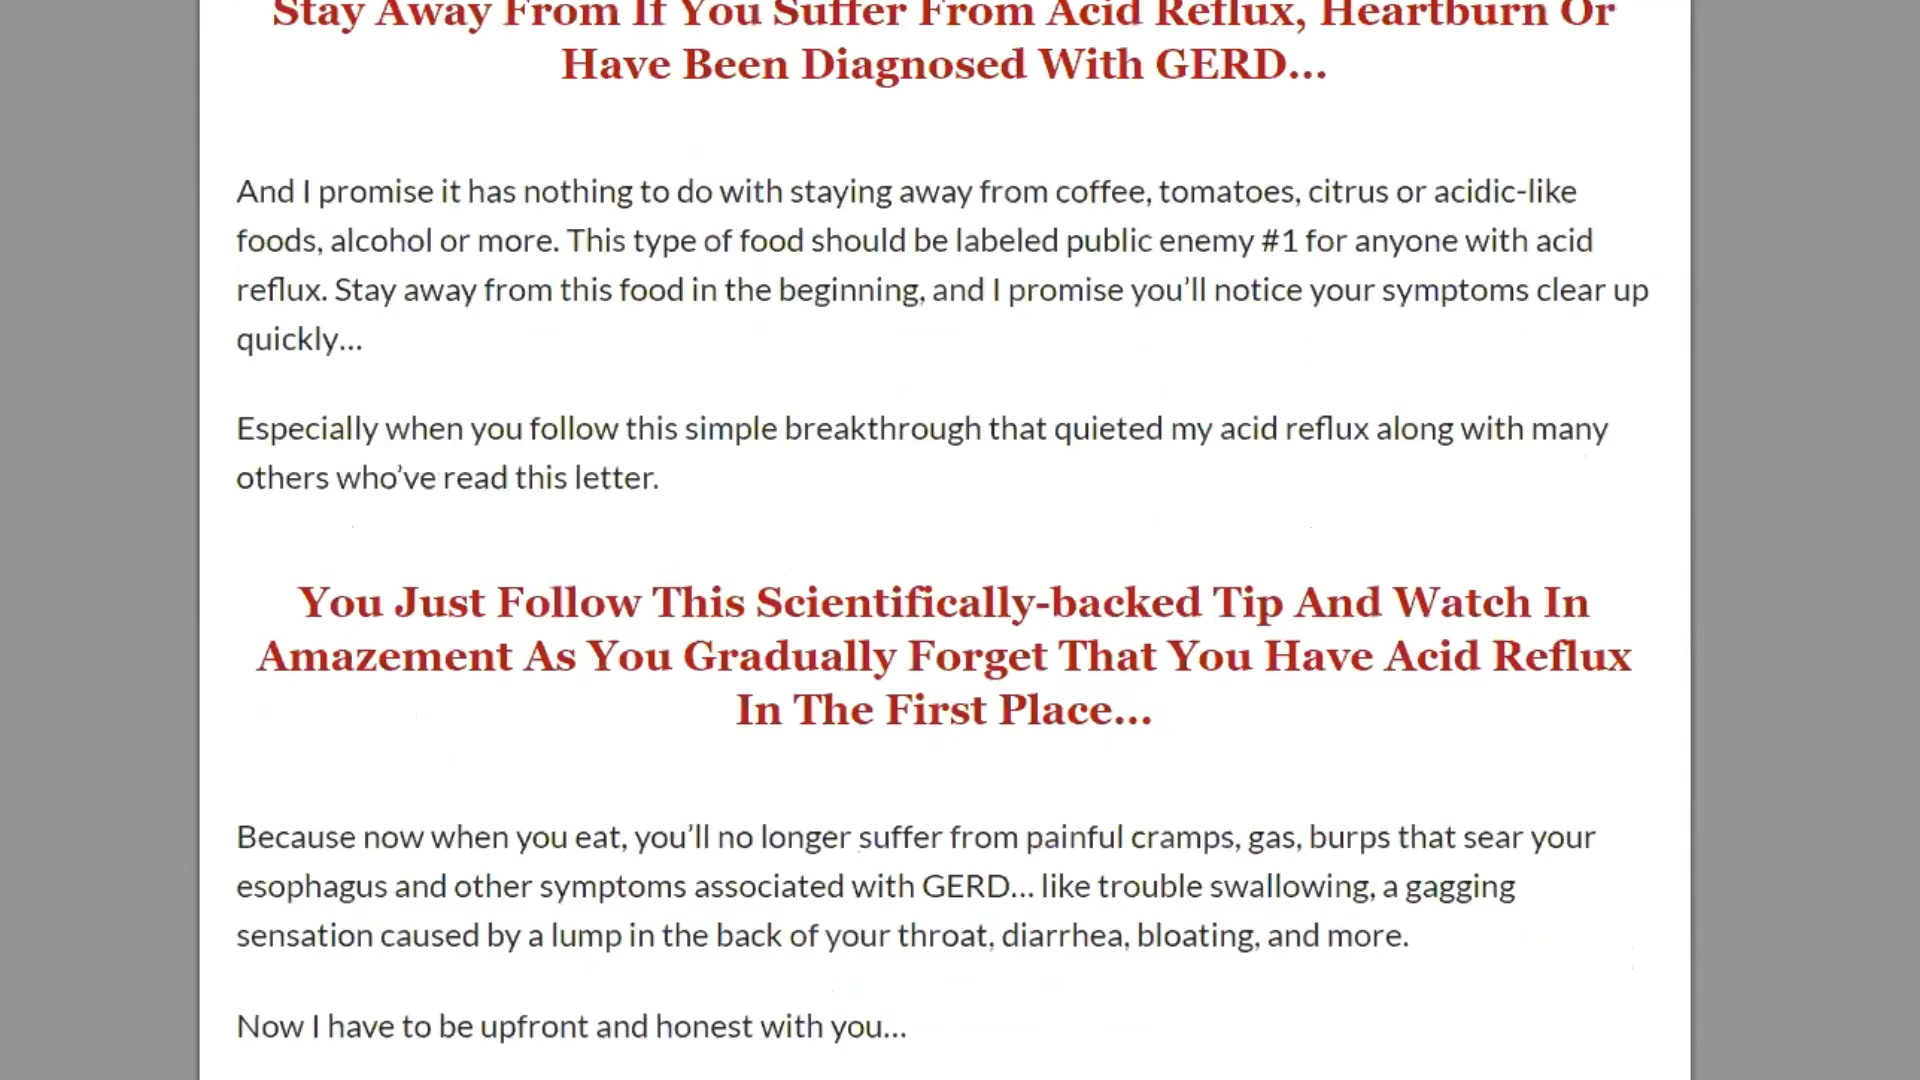 Stay Away From If You Suffer From Acid Reflux, Heartburn Or
Have Been Diagnosed With GERD...
And I promise it has nothing to do with staying away from coffee, tomatoes, citrus or acidic-like
foods, alcohol or more. This type of food should be labeled public enemy #1 for anyone with acid
reflux. Stay away from this food in the beginning, and I promise you’ll notice your symptoms clear up
quickly…
Especially when you follow this simple breakthrough that quieted my acid reflux along with many
others who’ve read this letter.
You Just Follow This Scientifically-backed Tip And Watch In
Amazement As You Gradually Forget That You Have Acid Reflux
In The First Place...
Because now when you eat, you’ll no longer suffer from painful cramps, gas, burps that sear your
esophagus and other symptoms associated with GERD… like trouble swallowing, a gagging
sensation caused by a lump in the back of your throat, diarrhea, bloating, and more.
Now I have to be upfront and honest with you…